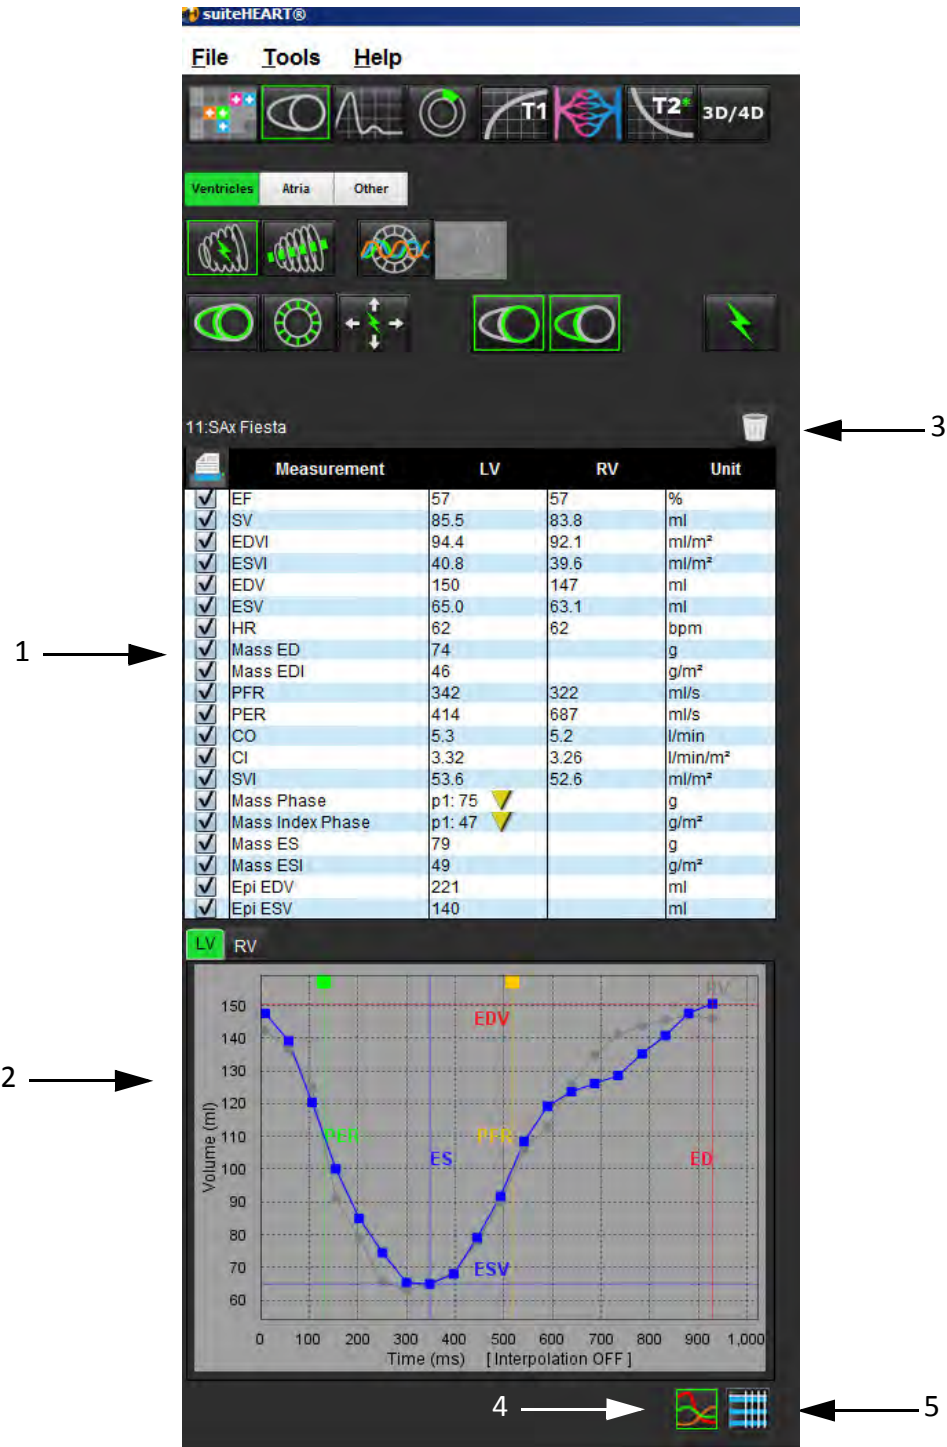 suiteHEART®
File Tools Help
T1 T2* 3D/4D
Ventricles Atria Other
11:SAx Fiesta
3
Measurement LV RV Unit
EF 57 57 %
SV 85.5 83.8 ml
EDVI 94.4 92.1 ml/m²
ESVI 40.8 39.6 ml/m²
EDV 150 147 ml
ESV 65.0 63.1 ml
HR 62 62 bpm
1
Mass ED 74 g
Mass EDI 46 g/m²
PFR 342 322 ml/s
PER 414 687 ml/s
CO 5.3 5.2 l/min
CI 3.32 3.26 l/min/m²
SVI 53.6 52.6 ml/m²
Mass Phase p1: 75 g
Mass Index Phase p1: 47 g/m²
Mass ES 79 g
Mass ESI 49 g/m²
Epi EDV 221 ml
Epi ESV 140 ml
LV RV
RV
150
EDV
140
130
2
120
110
PER PFR
100
ES ED
90
80
70
ESV
60
Volume (ml)
0 100 200 300 400 500 600 700 800 900 1,000
Time (ms) [ Interpolation OFF ]
4
5